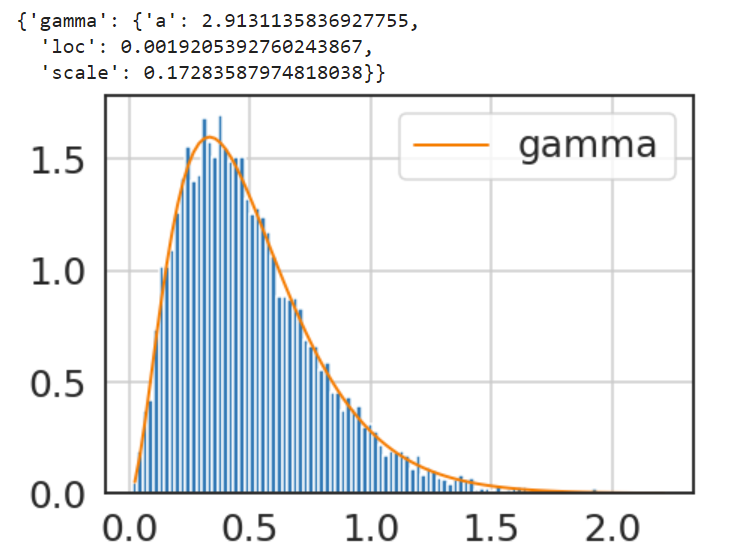 {'gamma': {'a': 2.9131135836927755,
'loc': 0.0019205392760243867,
'scale': 0.17283587974818038}}
gamma
1.5
1.0
0.5
0.0
0.0 0.5 1.0 1.5 2.0